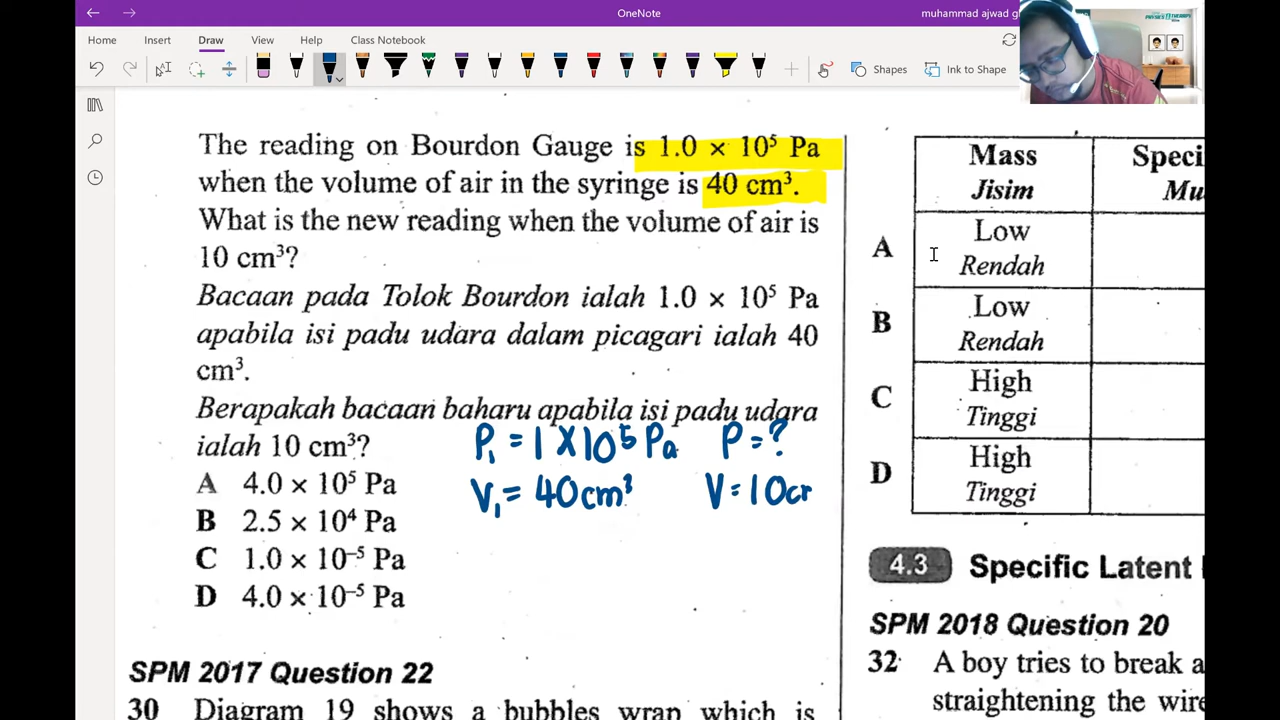 OneNote
muhammad ajwad g
Home Insert Draw View Help Class Notebook
Shapes
Ink to Shape
The reading on Bourdon Gauge is 1.0 × 10⁵ Pa
when the volume of air in the syringe is 40 cm³.
What is the new reading when the volume of air is
10 cm³?
Bacaan pada Tolok Bourdon ialah 1.0 × 10⁵ Pa
apabila isi padu udara dalam picagari ialah 40
cm³.
Berapakah bacaan baharu apabila isi padu udara
ialah 10 cm³?
P₁ = 1 X 10⁵ Pa P = ?
V₁ = 40cm³ V = 10cr
A 4.0 × 10⁵ Pa
B 2.5 × 10⁴ Pa
C 1.0 × 10⁻⁵ Pa
D 4.0 × 10⁻⁵ Pa
SPM 2017 Question 22
30 Diagram 19 shows a bubbles wrap which is
Mass Speci
Jisim Mu
A Low
Rendah
B Low
Rendah
C High
Tinggi
D High
Tinggi
4.3 Specific Latent
SPM 2018 Question 20
32 A boy tries to break a
straightening the wire